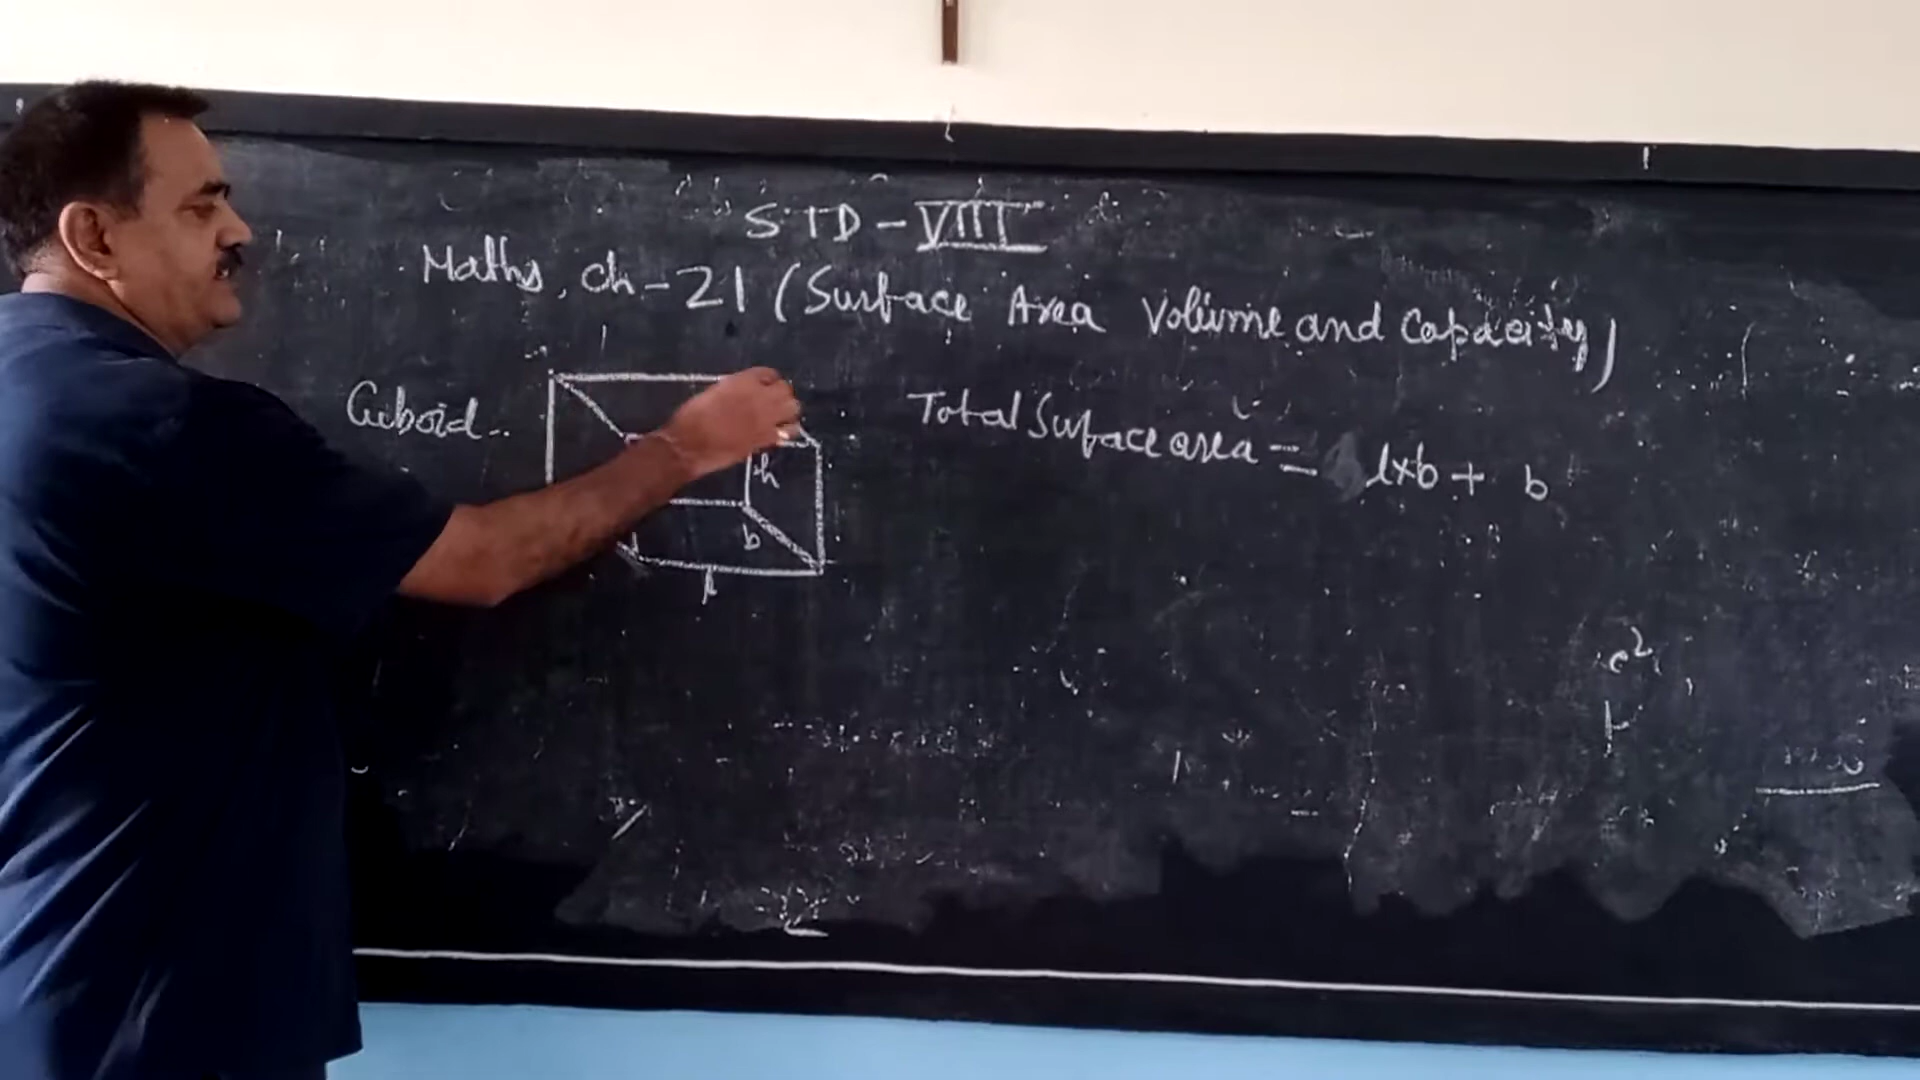 STD - VIII
Maths, Ch - 21 (Surface Area Volume and Capacity)
Cuboid
Total Surface area = l×b + b
h
b
l